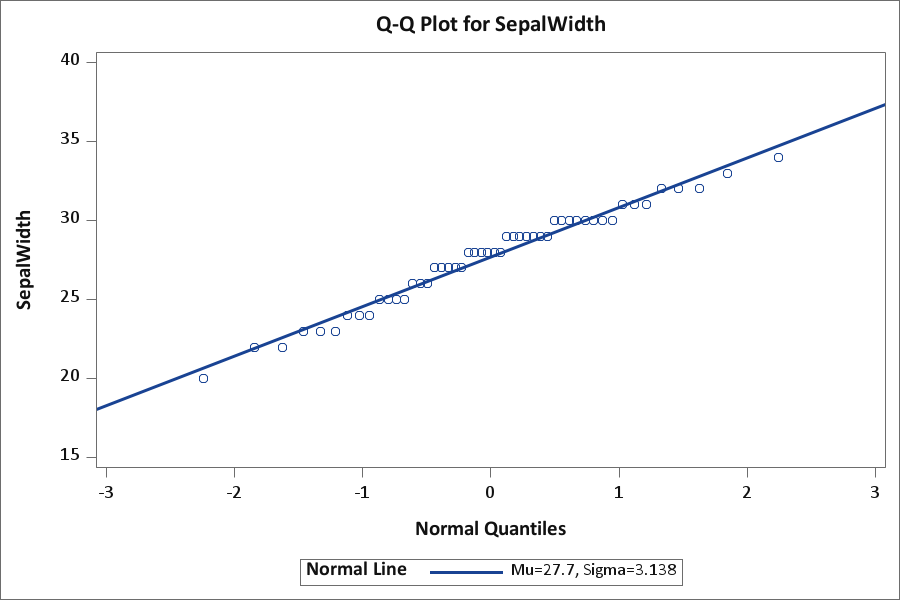 Q-Q Plot for SepalWidth
40
35
30
25
20
15
SepalWidth
-3 -2 -1 0 1 2 3
Normal Quantiles
Normal Line Mu=27.7, Sigma=3.138